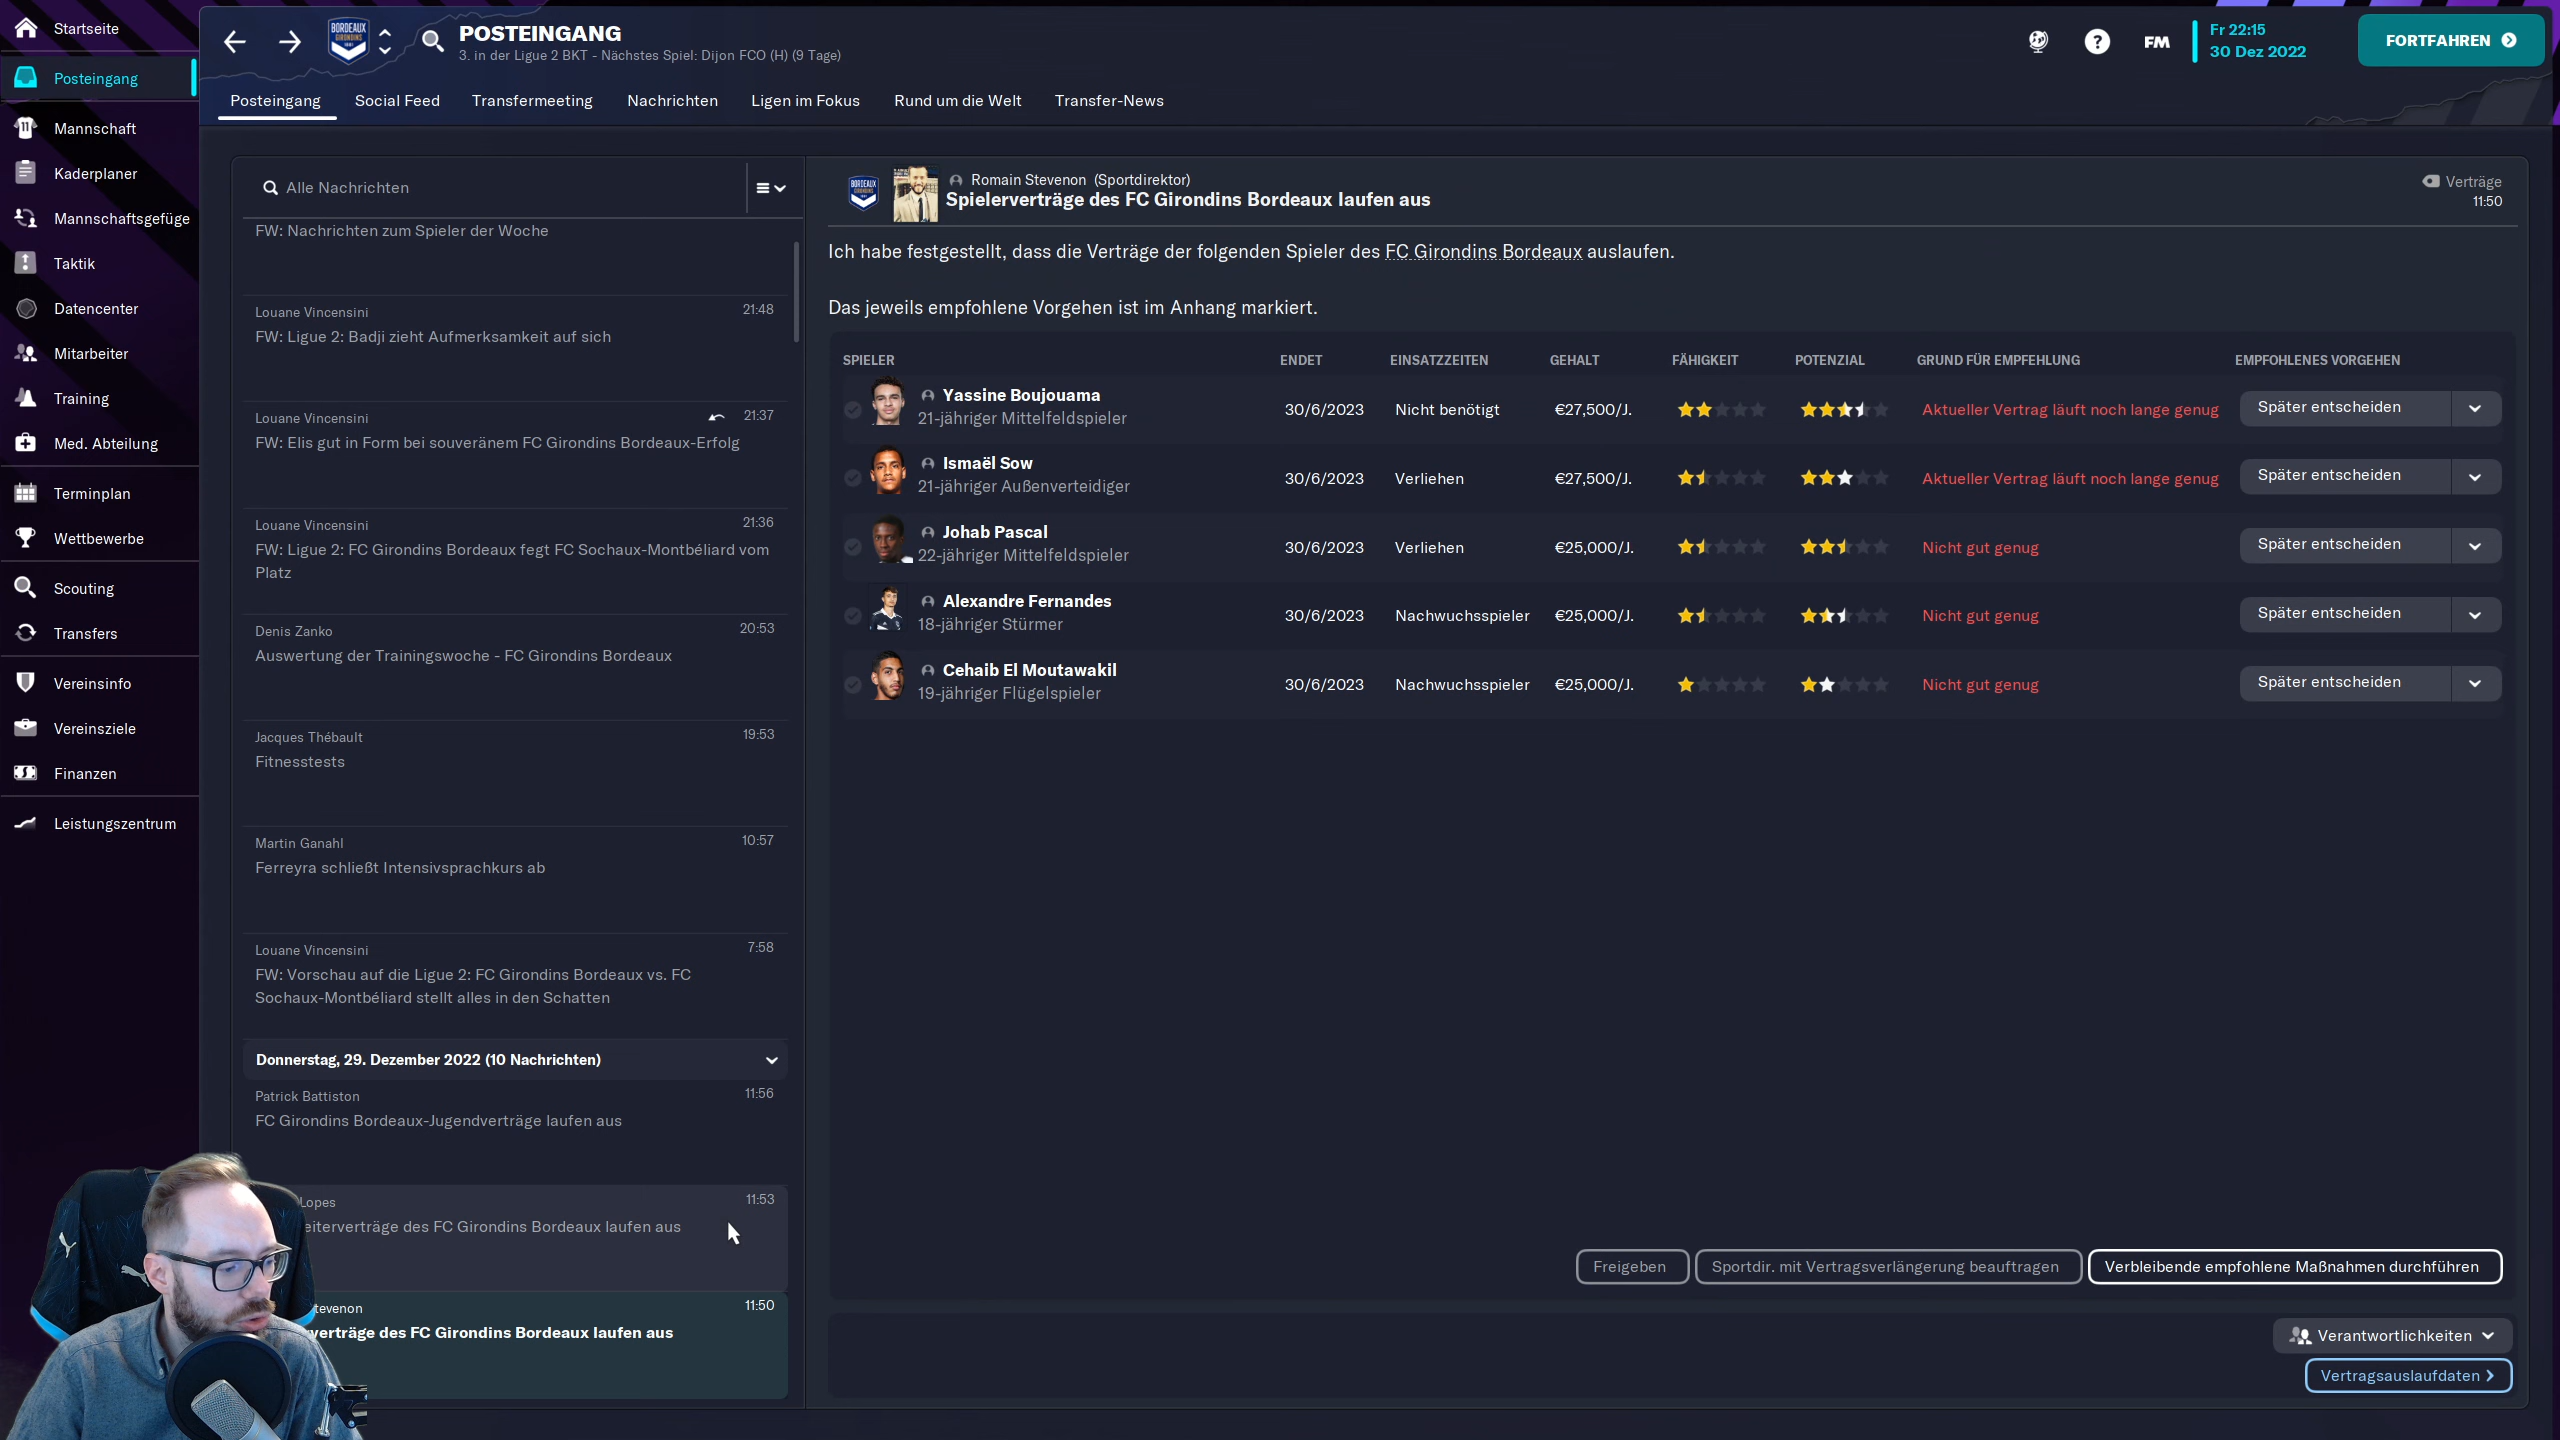 Startseite
Posteingang
Mannschaft
Kaderplaner
Mannschaftsgefüge
Taktik
Datencenter
Mitarbeiter
Training
Med. Abteilung
Terminplan
Wettbewerbe
Scouting
Transfers
Vereinsinfo
Vereinsziele
Finanzen
Leistungszentrum
BORDEAUX
GIRONDINS
POSTEINGANG
3. in der Ligue 2 BKT - Nächstes Spiel: Dijon FCO (H) (9 Tage)
FM
Fr 22:15
30 Dez 2022
FORTFAHREN
Posteingang Social Feed Transfermeeting Nachrichten Ligen im Fokus Rund um die Welt Transfer-News
Alle Nachrichten
FW: Nachrichten zum Spieler der Woche
Louane Vincensini 21:48
FW: Ligue 2: Badji zieht Aufmerksamkeit auf sich
Louane Vincensini 21:37
FW: Elis gut in Form bei souveränem FC Girondins Bordeaux-Erfolg
Louane Vincensini 21:36
FW: Ligue 2: FC Girondins Bordeaux fegt FC Sochaux-Montbéliard vom
Platz
Denis Zanko 20:53
Auswertung der Trainingswoche - FC Girondins Bordeaux
Jacques Thébault 19:53
Fitnesstests
Martin Ganahl 10:57
Ferreyra schließt Intensivsprachkurs ab
Louane Vincensini 7:58
FW: Vorschau auf die Ligue 2: FC Girondins Bordeaux vs. FC
Sochaux-Montbéliard stellt alles in den Schatten
Donnerstag, 29. Dezember 2022 (10 Nachrichten)
Patrick Battiston 11:56
FC Girondins Bordeaux-Jugendverträge laufen aus
Lopes 11:53
eiterverträge des FC Girondins Bordeaux laufen aus
tevenon 11:50
verträge des FC Girondins Bordeaux laufen aus
BORDEAUX
Romain Stevenon (Sportdirektor)
Spielerverträge des FC Girondins Bordeaux laufen aus
Verträge
11:50
Ich habe festgestellt, dass die Verträge der folgenden Spieler des FC Girondins Bordeaux auslaufen.
Das jeweils empfohlene Vorgehen ist im Anhang markiert.
SPIELER ENDET EINSATZZEITEN GEHALT FÄHIGKEIT POTENZIAL GRUND FÜR EMPFEHLUNG EMPFOHLENES VORGEHEN
Yassine Boujouama
21-jähriger Mittelfeldspieler
30/6/2023 Nicht benötigt €27,500/J. Aktueller Vertrag läuft noch lange genug Später entscheiden
Ismaël Sow
21-jähriger Außenverteidiger
30/6/2023 Verliehen €27,500/J. Aktueller Vertrag läuft noch lange genug Später entscheiden
Johab Pascal
22-jähriger Mittelfeldspieler
30/6/2023 Verliehen €25,000/J. Nicht gut genug Später entscheiden
Alexandre Fernandes
18-jähriger Stürmer
30/6/2023 Nachwuchsspieler €25,000/J. Nicht gut genug Später entscheiden
Cehaib El Moutawakil
19-jähriger Flügelspieler
30/6/2023 Nachwuchsspieler €25,000/J. Nicht gut genug Später entscheiden
Freigeben Sportdir. mit Vertragsverlängerung beauftragen Verbleibende empfohlene Maßnahmen durchführen
Verantwortlichkeiten
Vertragsauslaufdaten